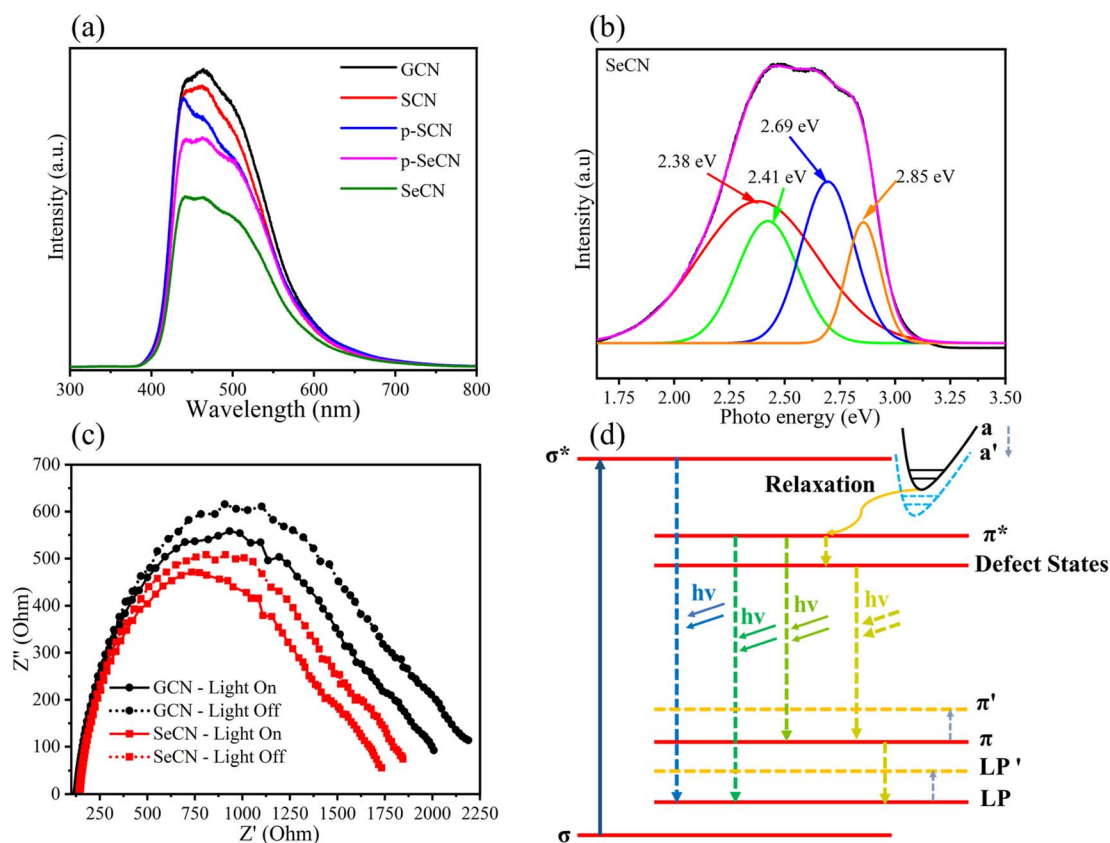 (a)
GCN
SCN
p-SCN
p-SeCN
SeCN
Intensity (a.u.)
300 400 500 600 700 800
Wavelength (nm)
(b)
SeCN
2.69 eV
2.38 eV
2.41 eV
2.85 eV
Intensity (a.u)
1.75 2.00 2.25 2.50 2.75 3.00 3.25 3.50
Photo energy (eV)
(c)
700
600
500
400
300
200
100
0
Z'' (Ohm)
GCN - Light On
GCN - Light Off
SeCN - Light On
SeCN - Light Off
250 500 750 1000 1250 1500 1750 2000 2250
Z' (Ohm)
(d)
a
a'
σ*
Relaxation
π*
Defect States
hν
hν
hν
hν
π'
π
LP '
LP
σ